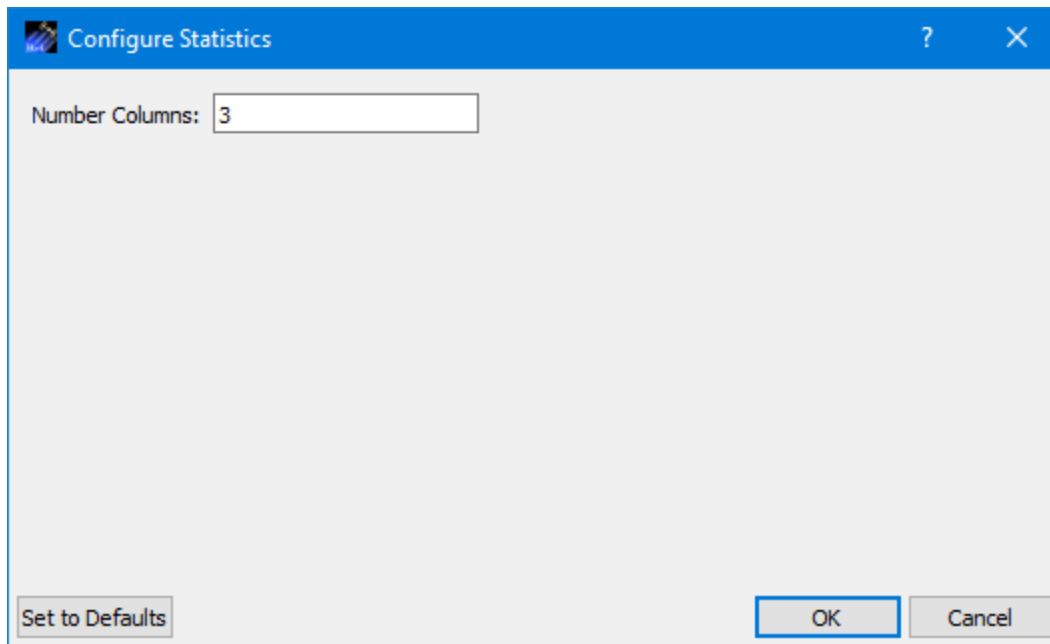 Configure Statistics
?
Number Columns: 3
Set to Defaults
OK
Cancel